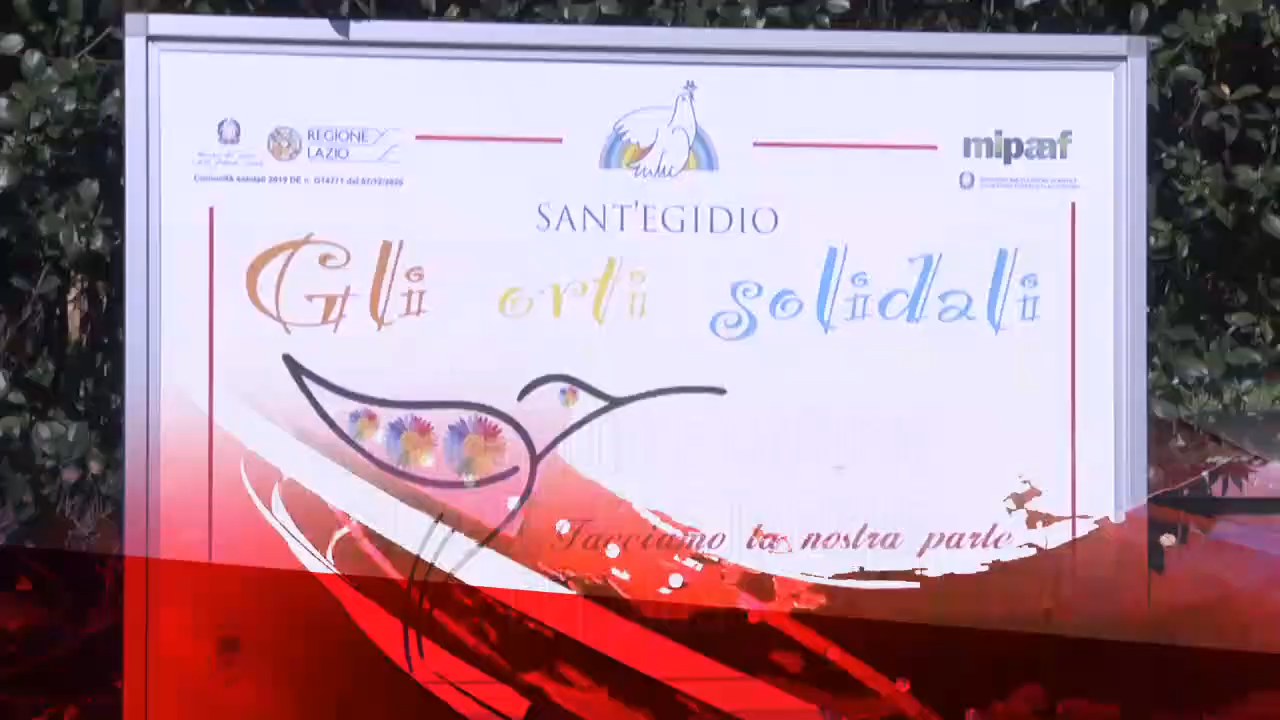 REGIONE
LAZIO
mipaaf
SANT'EGIDIO
Gli orti solidali
Facciamo la nostra parte